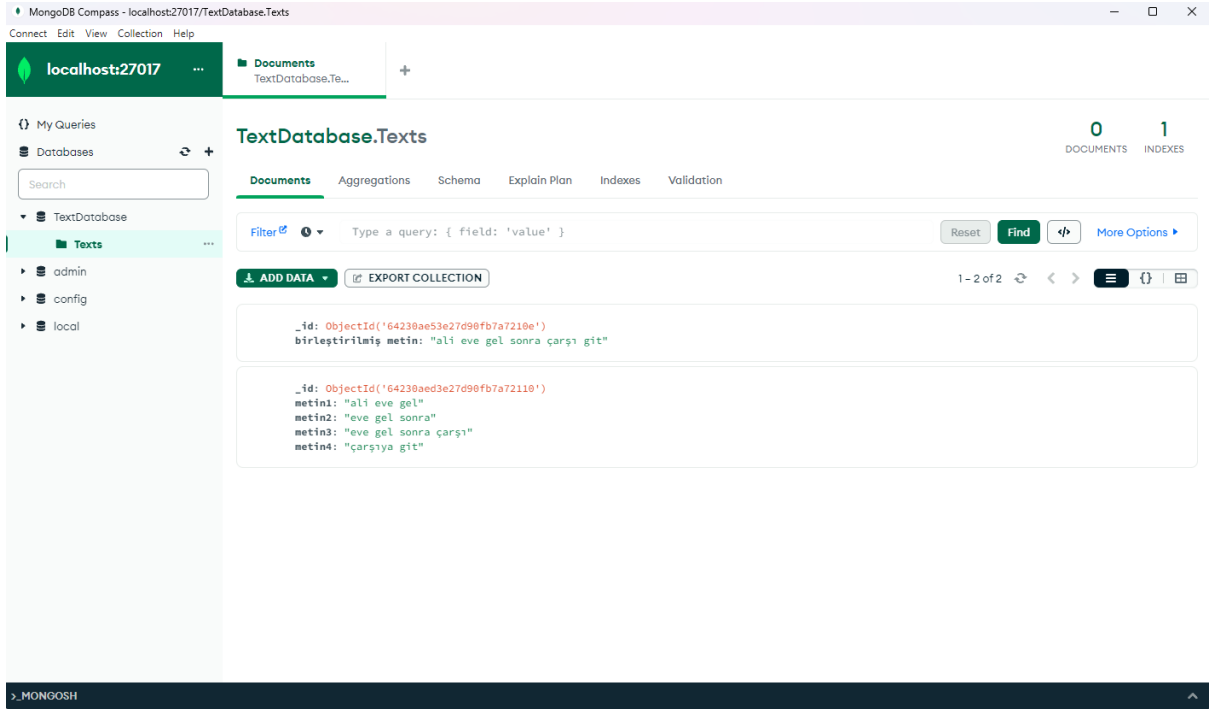 MongoDB Compass - localhost:27017/TextDatabase.Texts
Connect Edit View Collection Help
localhost:27017 ...
Documents
TextDatabase.Te...
+
{} My Queries
Databases
Search
TextDatabase
Texts ...
admin
config
local
TextDatabase.Texts
0
DOCUMENTS
1
INDEXES
Documents Aggregations Schema Explain Plan Indexes Validation
Filter Type a query: { field: 'value' } Reset Find </> More Options
ADD DATA EXPORT COLLECTION 1 – 2 of 2 {}
_id: ObjectId('64230ae53e27d90fb7a7210e')
birleştirilmiş metin: "ali eve gel sonra çarşı git"
_id: ObjectId('64230aed3e27d90fb7a72110')
metin1: "ali eve gel"
metin2: "eve gel sonra"
metin3: "eve gel sonra çarşı"
metin4: "çarşıya git"
>_MONGOSH